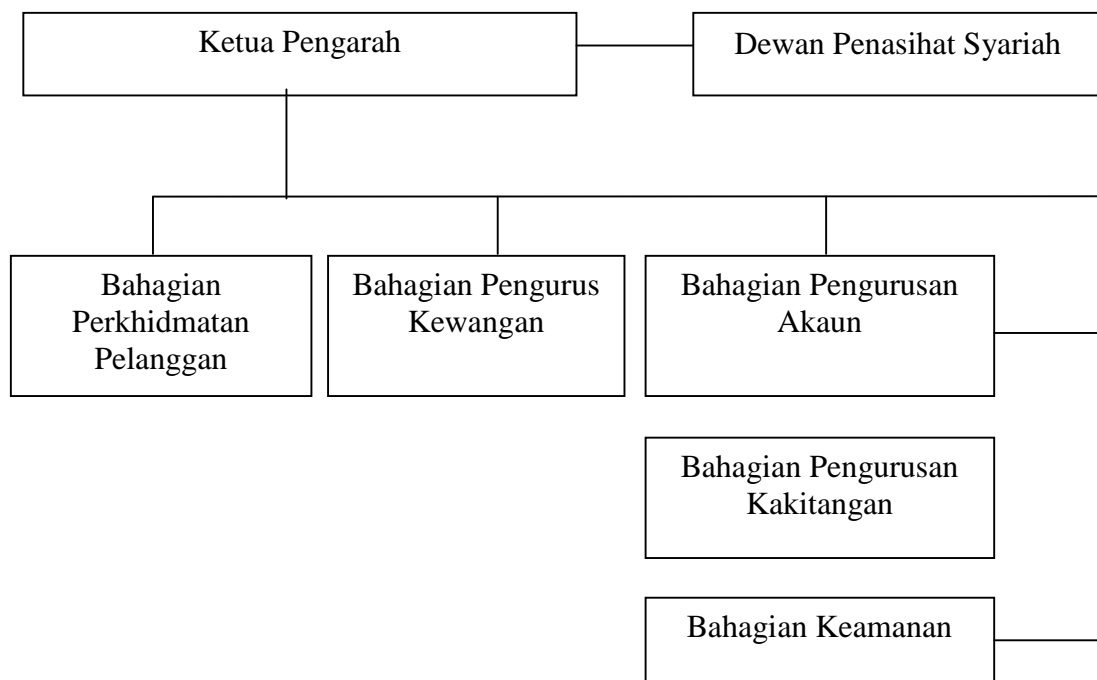 Ketua Pengarah
Dewan Penasihat Syariah
Bahagian
Perkhidmatan
Pelanggan
Bahagian Pengurus
Kewangan
Bahagian Pengurusan
Akaun
Bahagian Pengurusan
Kakitangan
Bahagian Keamanan